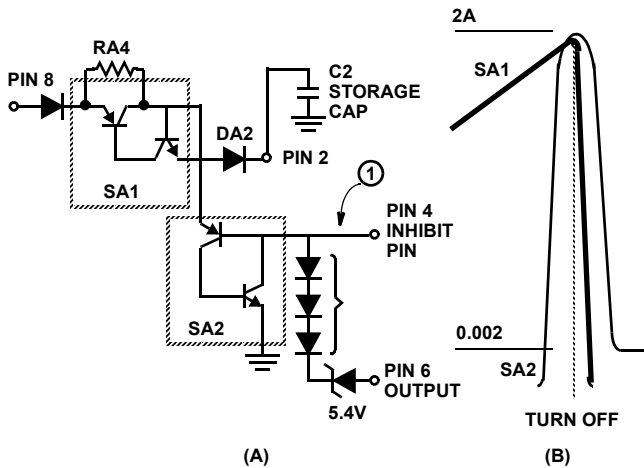 RA4
PIN 8
SA1
DA2
C2
STORAGE
CAP
PIN 2
1
PIN 4
INHIBIT
PIN
SA2
PIN 6
OUTPUT
5.4V
(A)
2A
SA1
0.002
SA2
TURN OFF
(B)